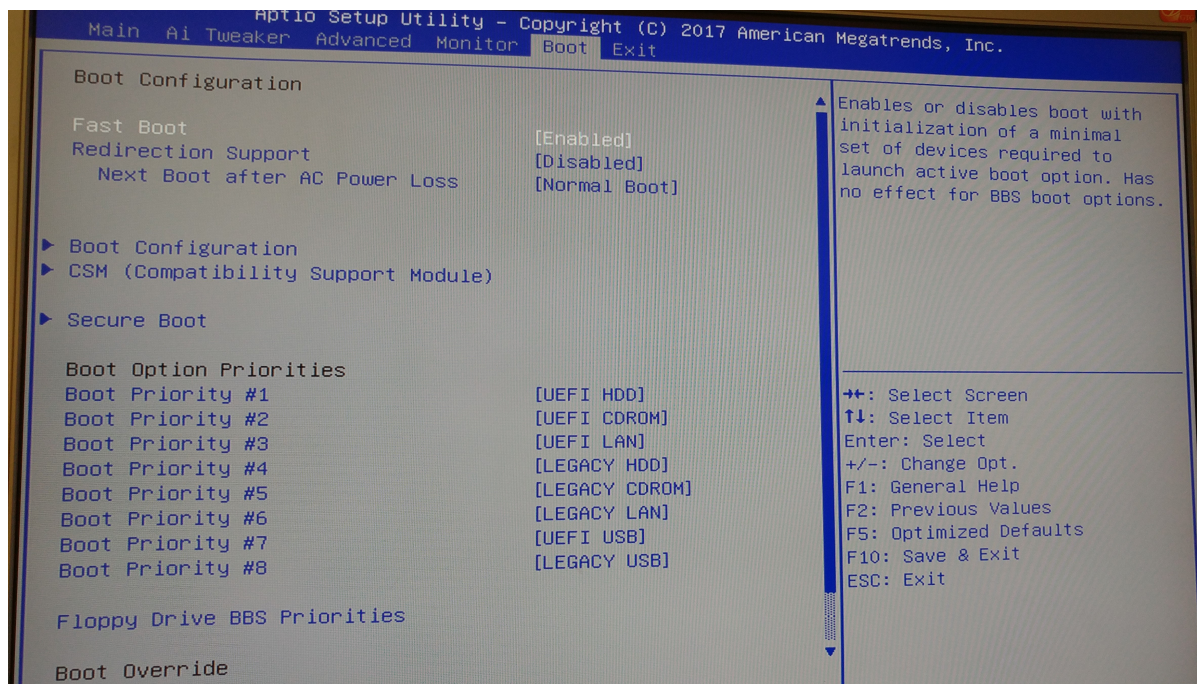 Aptio Setup Utility – Copyright (C) 2017 American Megatrends, Inc.
Main Ai Tweaker Advanced Monitor Boot Exit
Boot Configuration
Fast Boot [Enabled]
Redirection Support [Disabled]
Next Boot after AC Power Loss [Normal Boot]
Boot Configuration
CSM (Compatibility Support Module)
Secure Boot
Boot Option Priorities
Boot Priority #1 [UEFI HDD]
Boot Priority #2 [UEFI CDROM]
Boot Priority #3 [UEFI LAN]
Boot Priority #4 [LEGACY HDD]
Boot Priority #5 [LEGACY CDROM]
Boot Priority #6 [LEGACY LAN]
Boot Priority #7 [UEFI USB]
Boot Priority #8 [LEGACY USB]
Floppy Drive BBS Priorities
Boot Override
Enables or disables boot with
initialization of a minimal
set of devices required to
launch active boot option. Has
no effect for BBS boot options.
→←: Select Screen
↑↓: Select Item
Enter: Select
+/-: Change Opt.
F1: General Help
F2: Previous Values
F5: Optimized Defaults
F10: Save & Exit
ESC: Exit